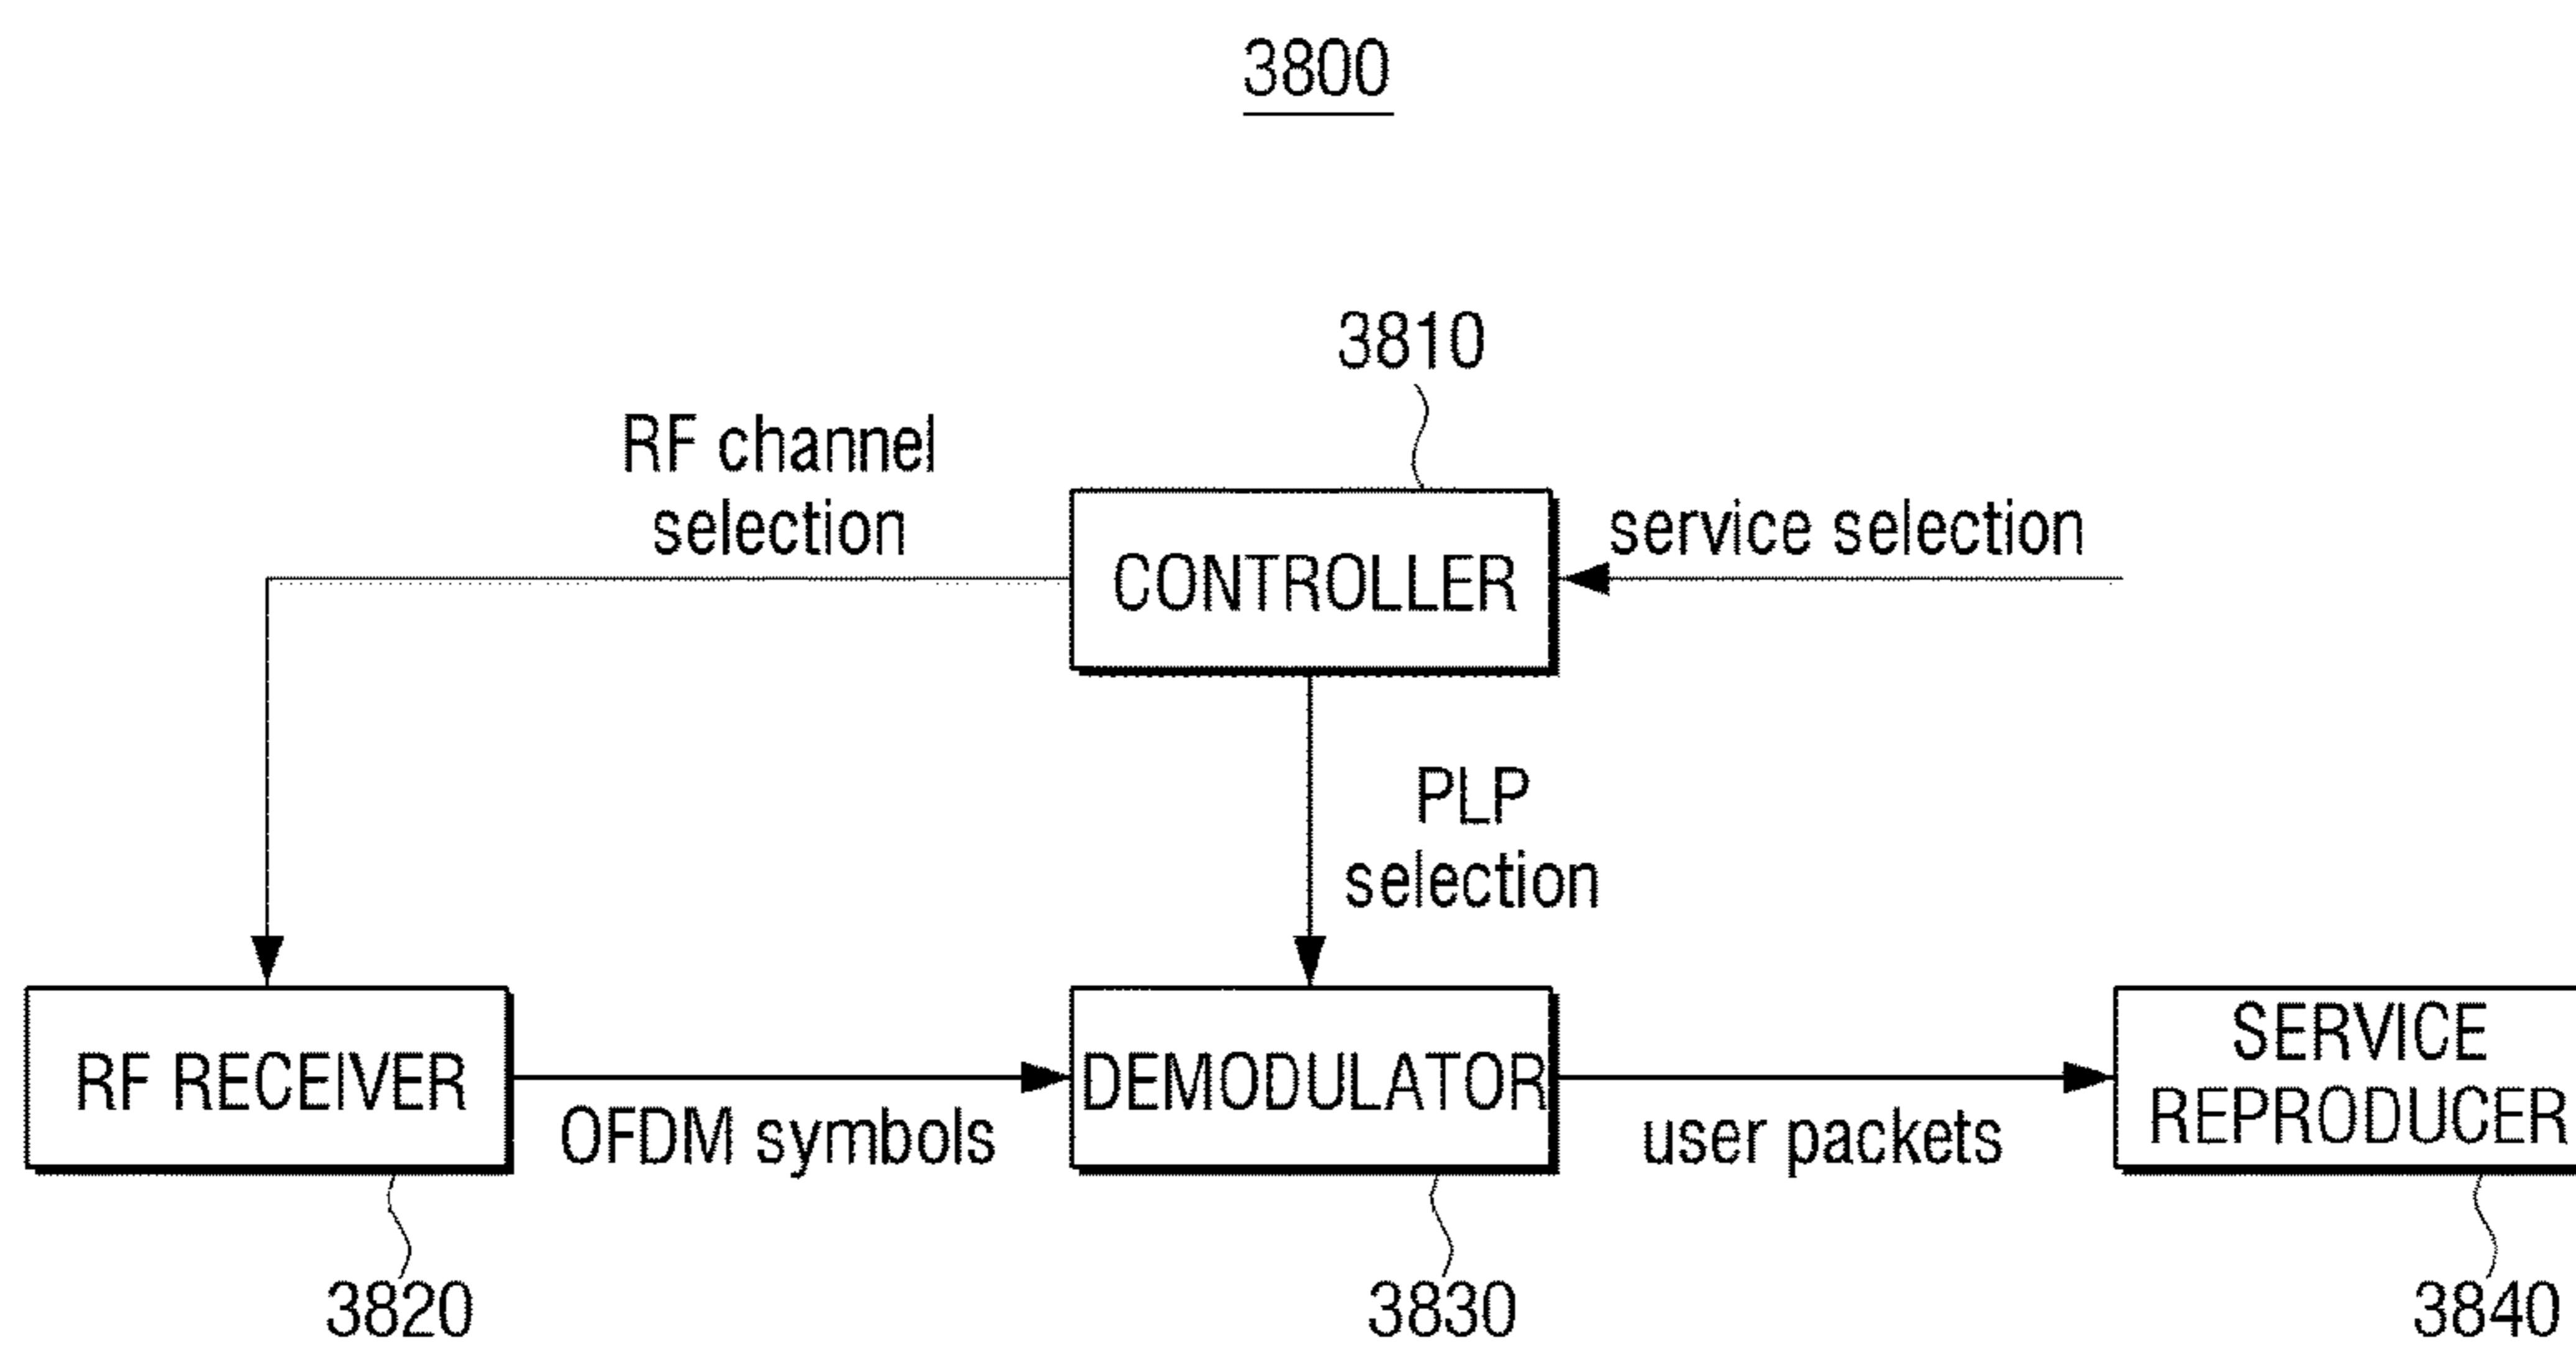 3800
3810
RF channel
selection
service selection
CONTROLLER
PLP
selection
RF RECEIVER
OFDM symbols
DEMODULATOR
user packets
SERVICE
REPRODUCER
3820
3830
3840